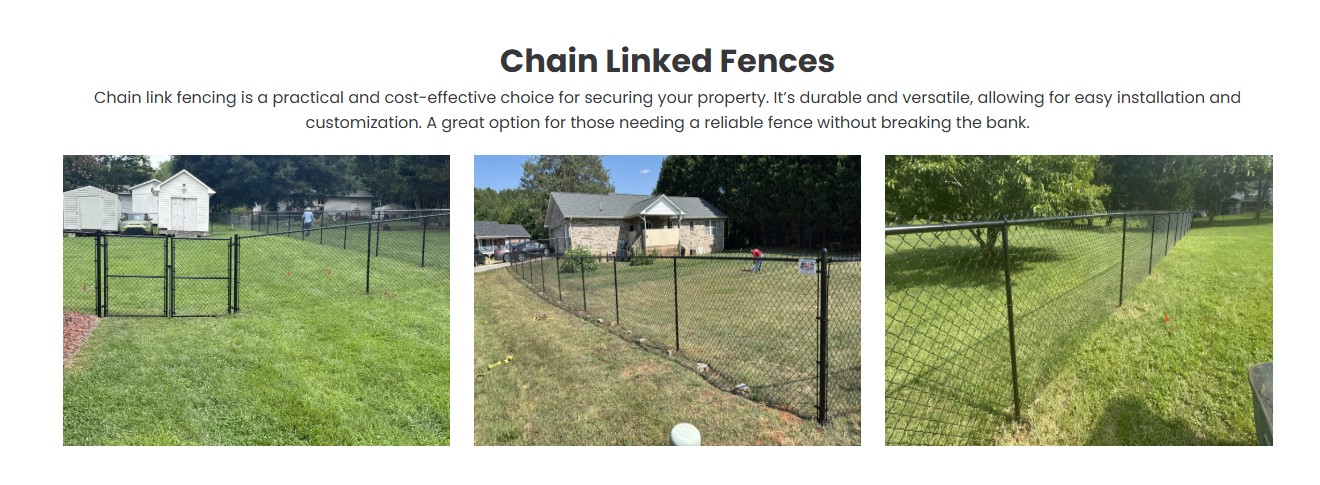 Chain Linked Fences
Chain link fencing is a practical and cost-effective choice for securing your property. It’s durable and versatile, allowing for easy installation and
customization. A great option for those needing a reliable fence without breaking the bank.